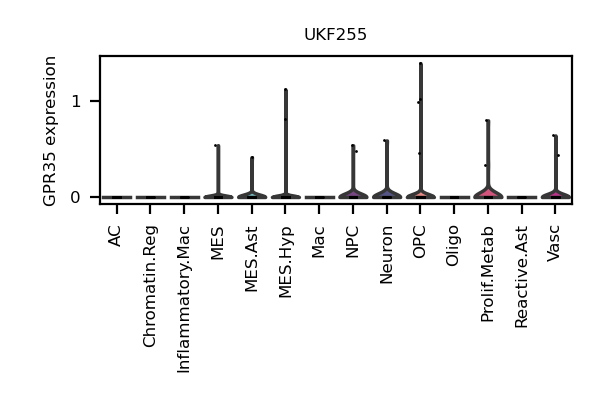 UKF255
GPR35 expression
1
0
AC
Chromatin.Reg
Inflammatory.Mac
MES
MES.Ast
MES.Hyp
Mac
NPC
Neuron
OPC
Oligo
Prolif.Metab
Reactive.Ast
Vasc